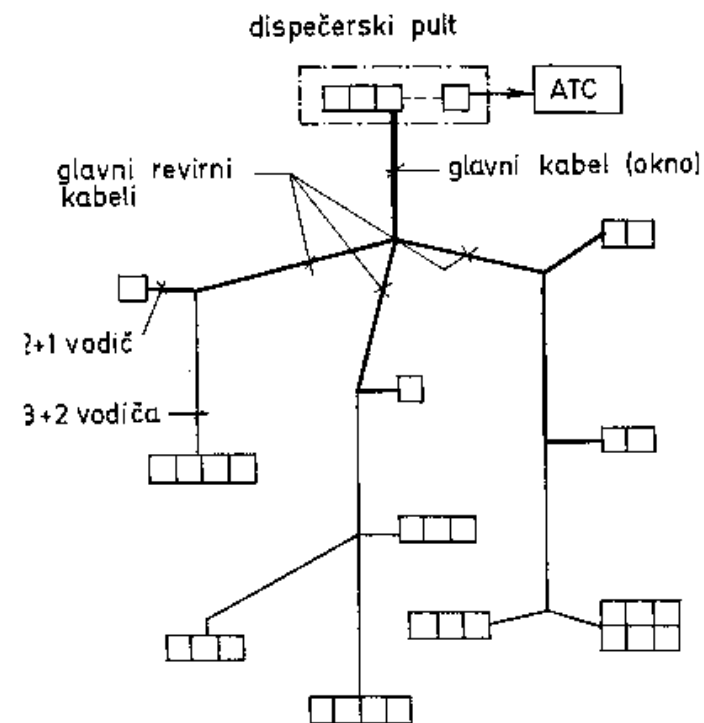 dispečerski pult
ATC
glavni revirni
kabeli
glavni kabel (okno)
?+1 vodič
3+2 vodiča